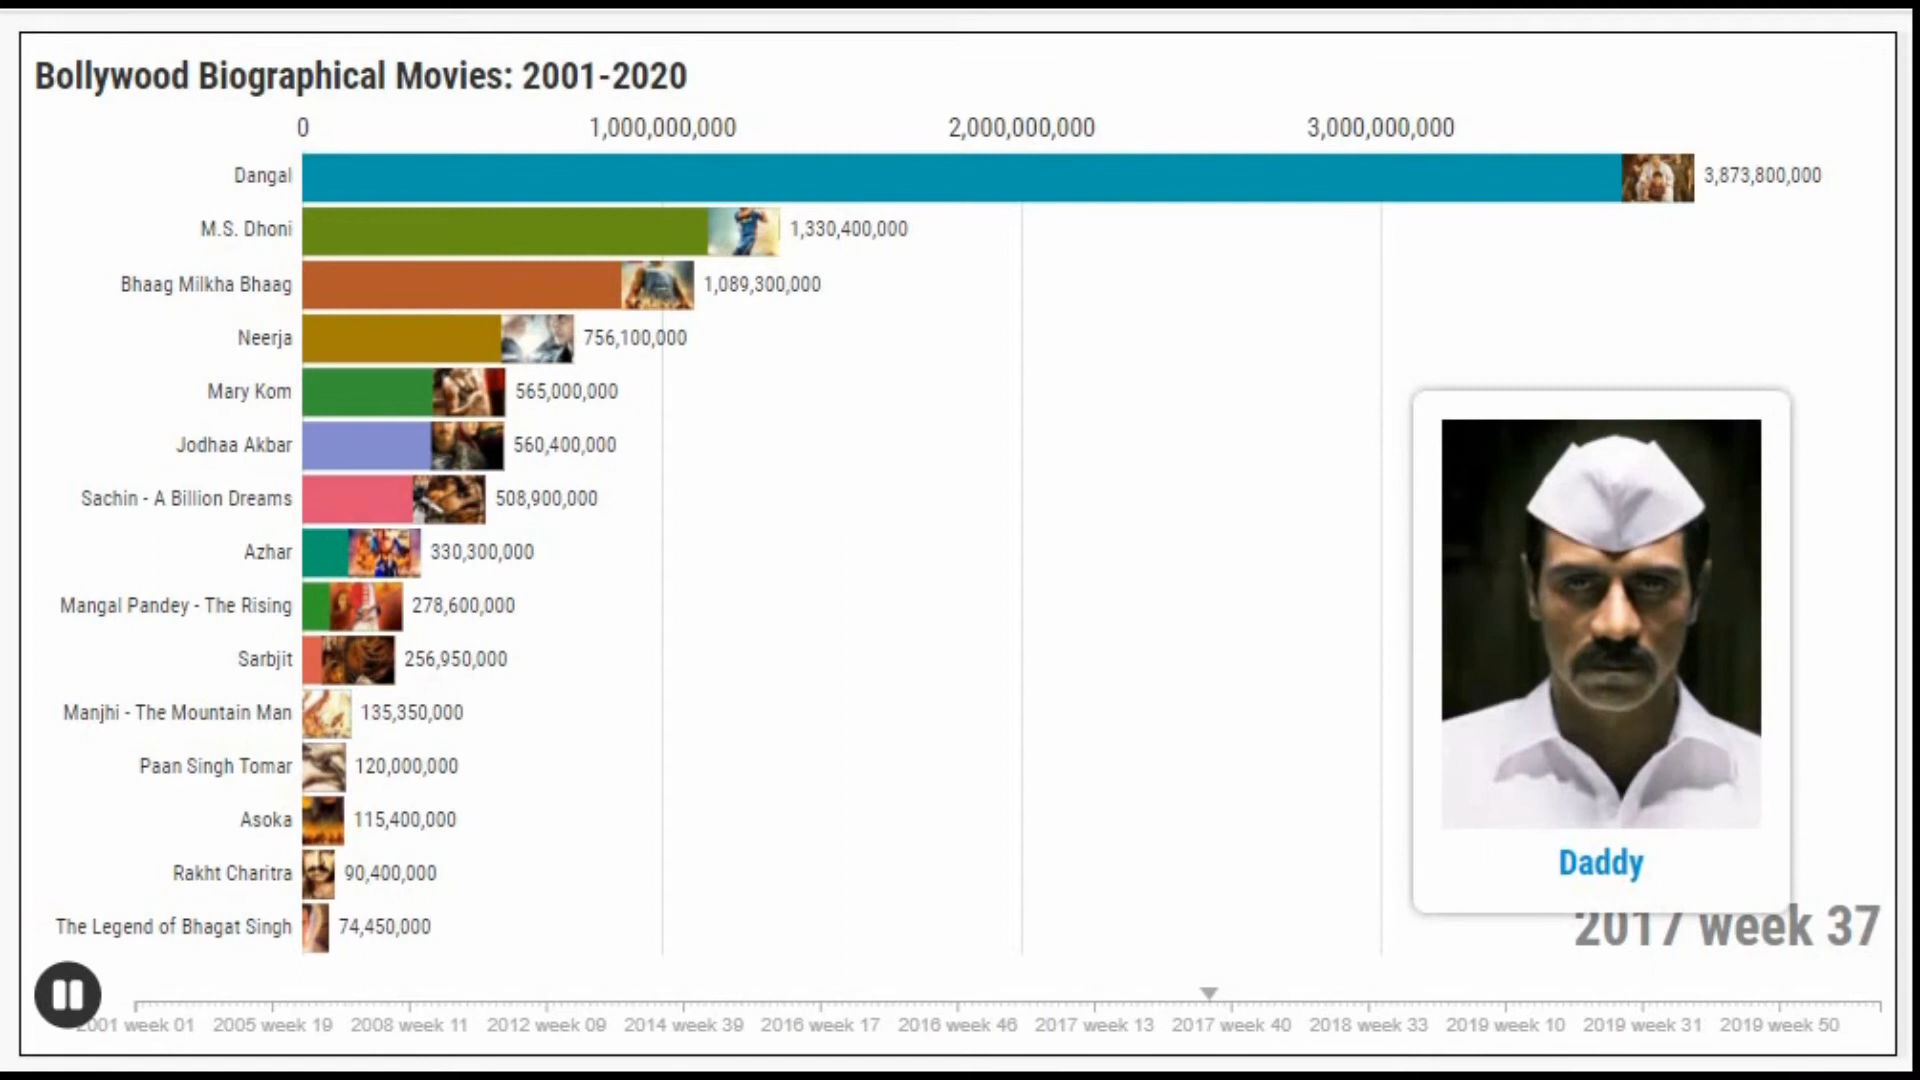 Bollywood Biographical Movies: 2001-2020
0 1,000,000,000 2,000,000,000 3,000,000,000
Dangal 3,873,800,000
M.S. Dhoni 1,330,400,000
Bhaag Milkha Bhaag 1,089,300,000
Neerja 756,100,000
Mary Kom 565,000,000
Jodhaa Akbar 560,400,000
Sachin - A Billion Dreams 508,900,000
Azhar 330,300,000
Mangal Pandey - The Rising 278,600,000
Sarbjit 256,950,000
Manjhi - The Mountain Man 135,350,000
Paan Singh Tomar 120,000,000
Asoka 115,400,000
Rakht Charitra 90,400,000
The Legend of Bhagat Singh 74,450,000
Daddy
2017 week 37
2001 week 01 2005 week 19 2008 week 11 2012 week 09 2014 week 39 2016 week 17 2016 week 46 2017 week 13 2017 week 40 2018 week 33 2019 week 10 2019 week 31 2019 week 50